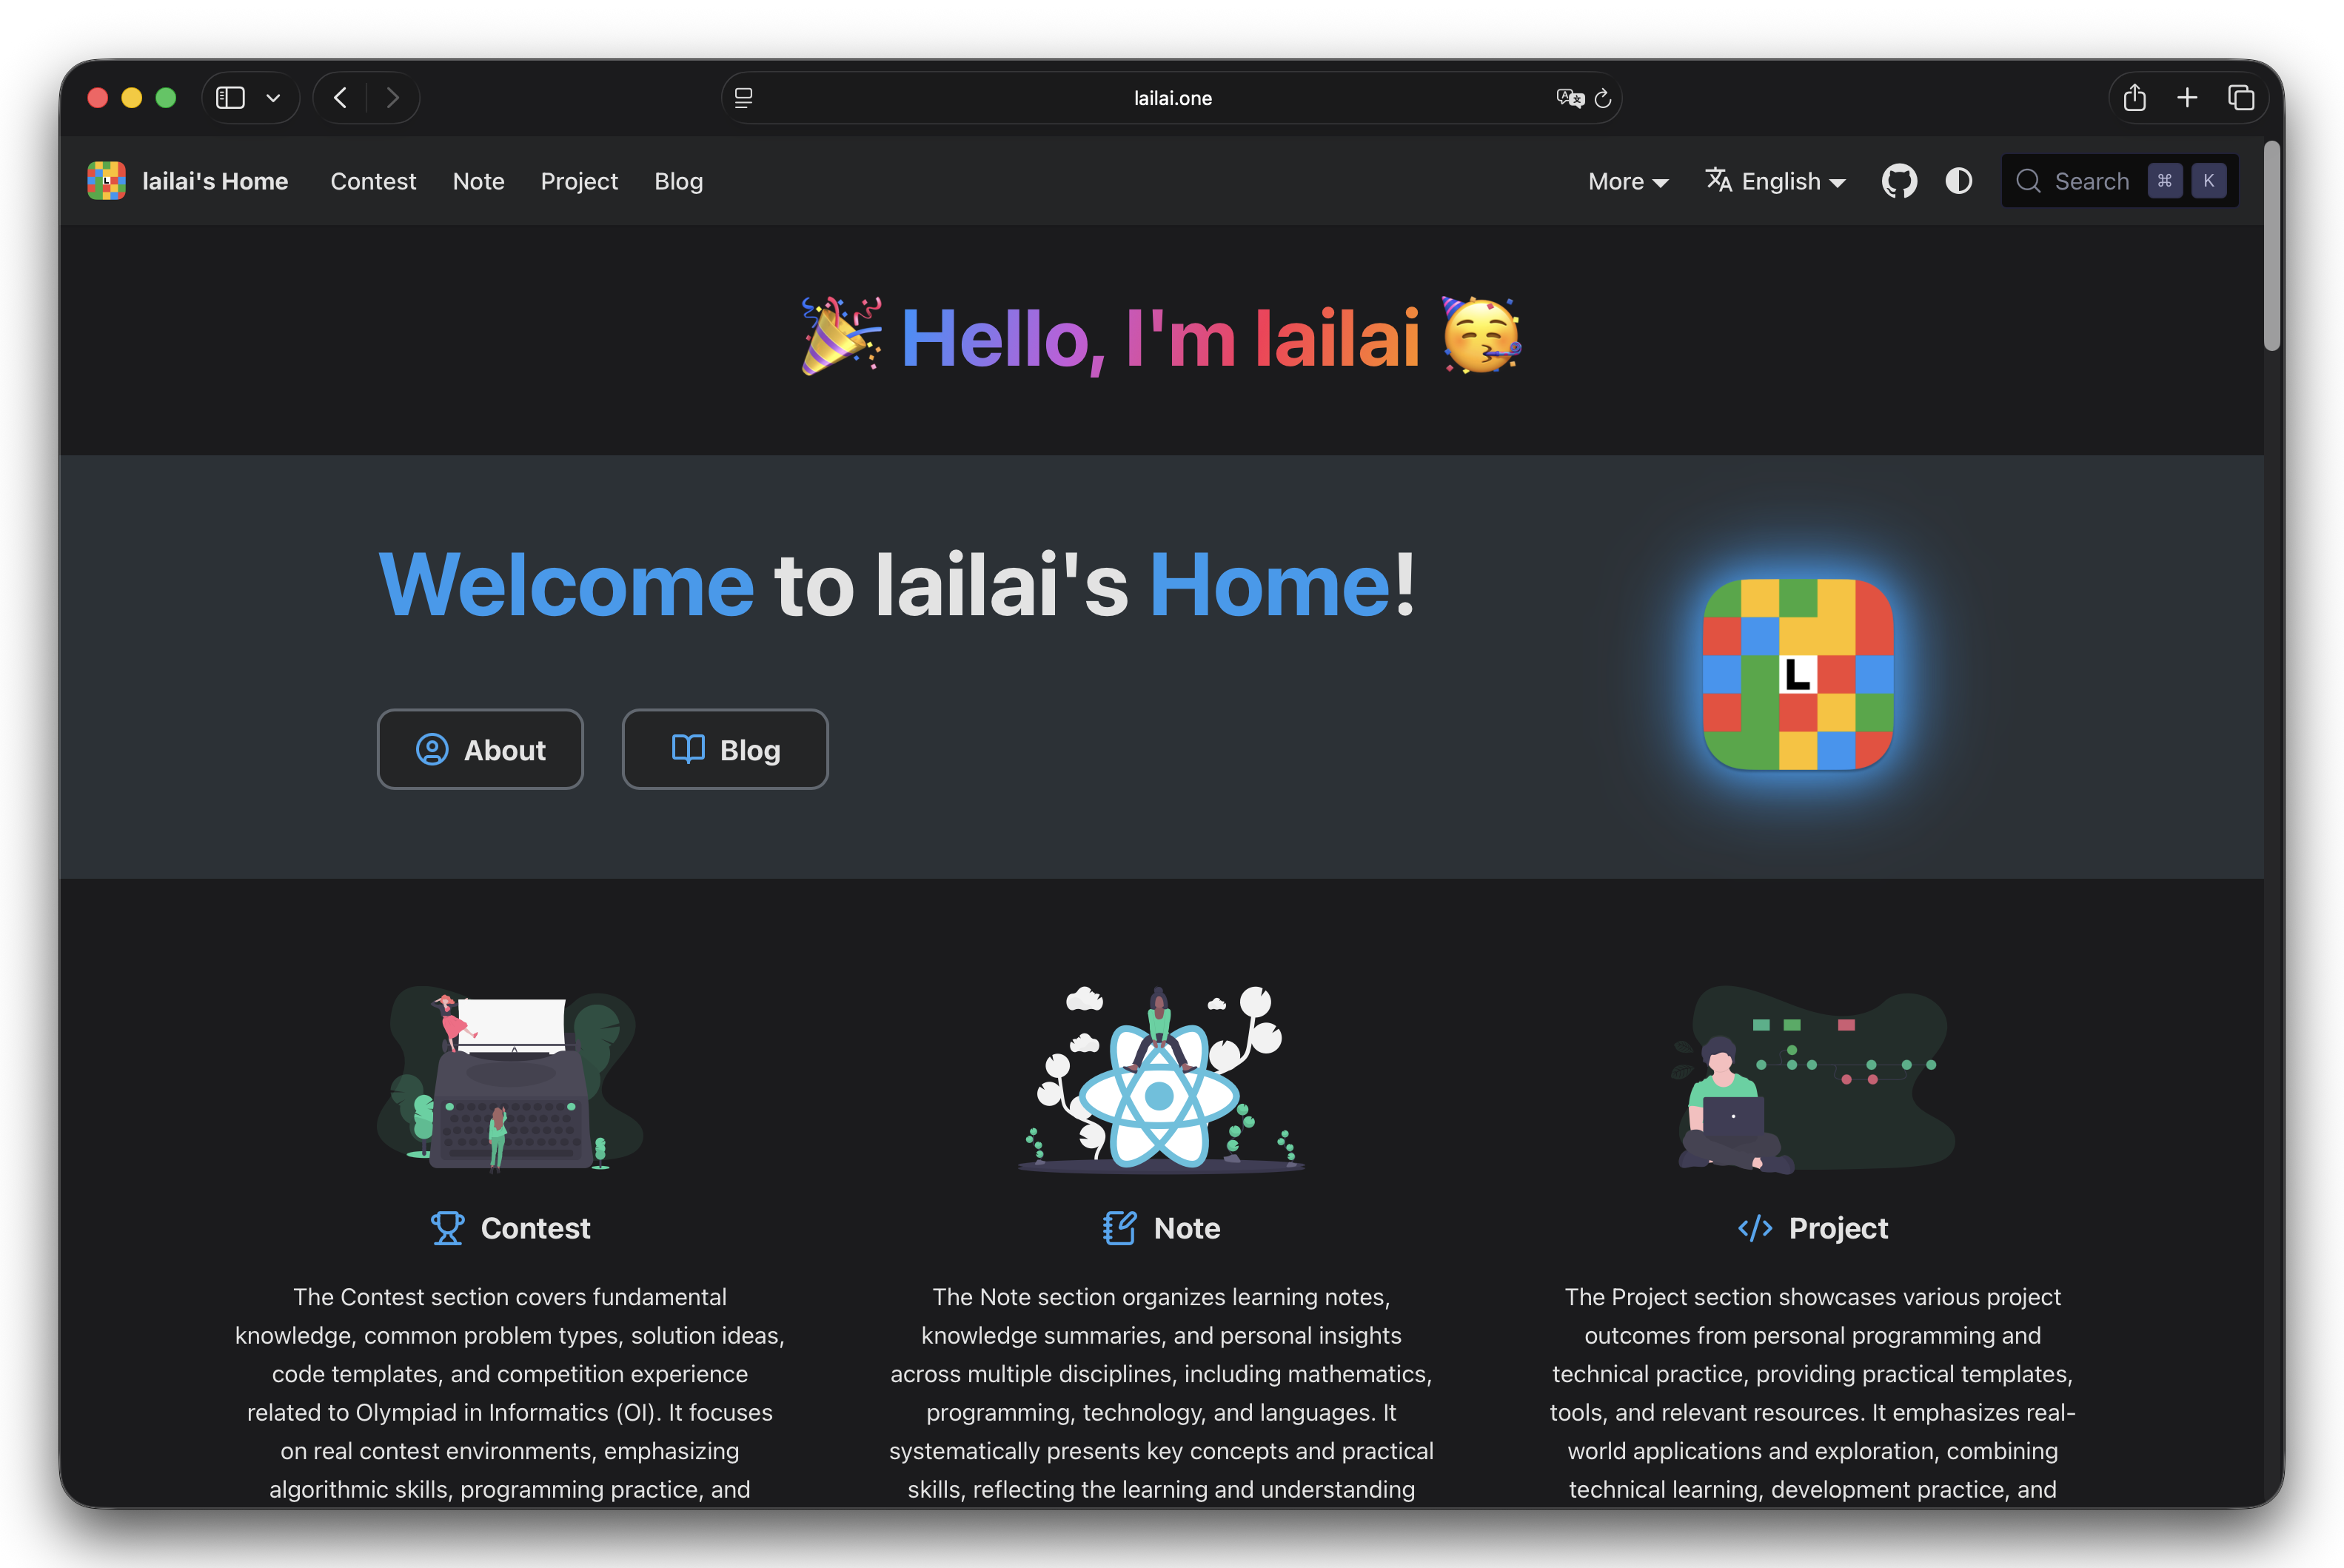 lailai.one
L lailai's Home Contest Note Project Blog More English Search ⌘ K
🎉 Hello, I'm lailai 🥳
Welcome to lailai's Home!
L
About Blog
Contest
The Contest section covers fundamental
knowledge, common problem types, solution ideas,
code templates, and competition experience
related to Olympiad in Informatics (OI). It focuses
on real contest environments, emphasizing
algorithmic skills, programming practice, and
Note
The Note section organizes learning notes,
knowledge summaries, and personal insights
across multiple disciplines, including mathematics,
programming, technology, and languages. It
systematically presents key concepts and practical
skills, reflecting the learning and understanding
Project
The Project section showcases various project
outcomes from personal programming and
technical practice, providing practical templates,
tools, and relevant resources. It emphasizes real-
world applications and exploration, combining
technical learning, development practice, and